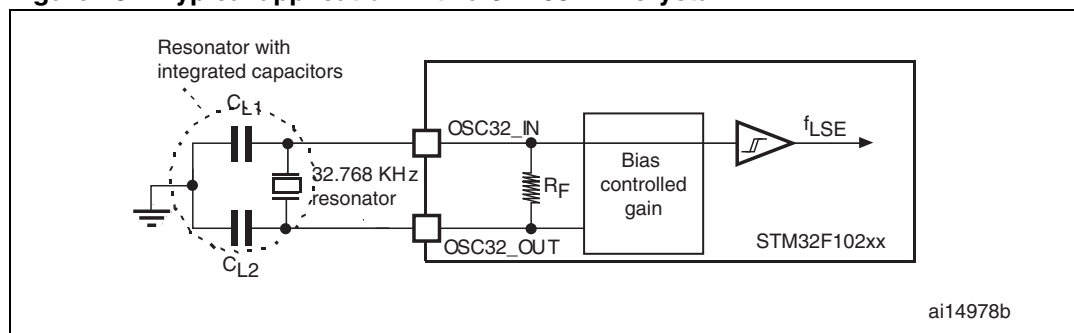 Resonator with
integrated capacitors
CL1
OSC32_IN
fLSE
32.768 KHz
resonator
RF
Bias
controlled
gain
OSC32_OUT
STM32F102xx
CL2
ai14978b